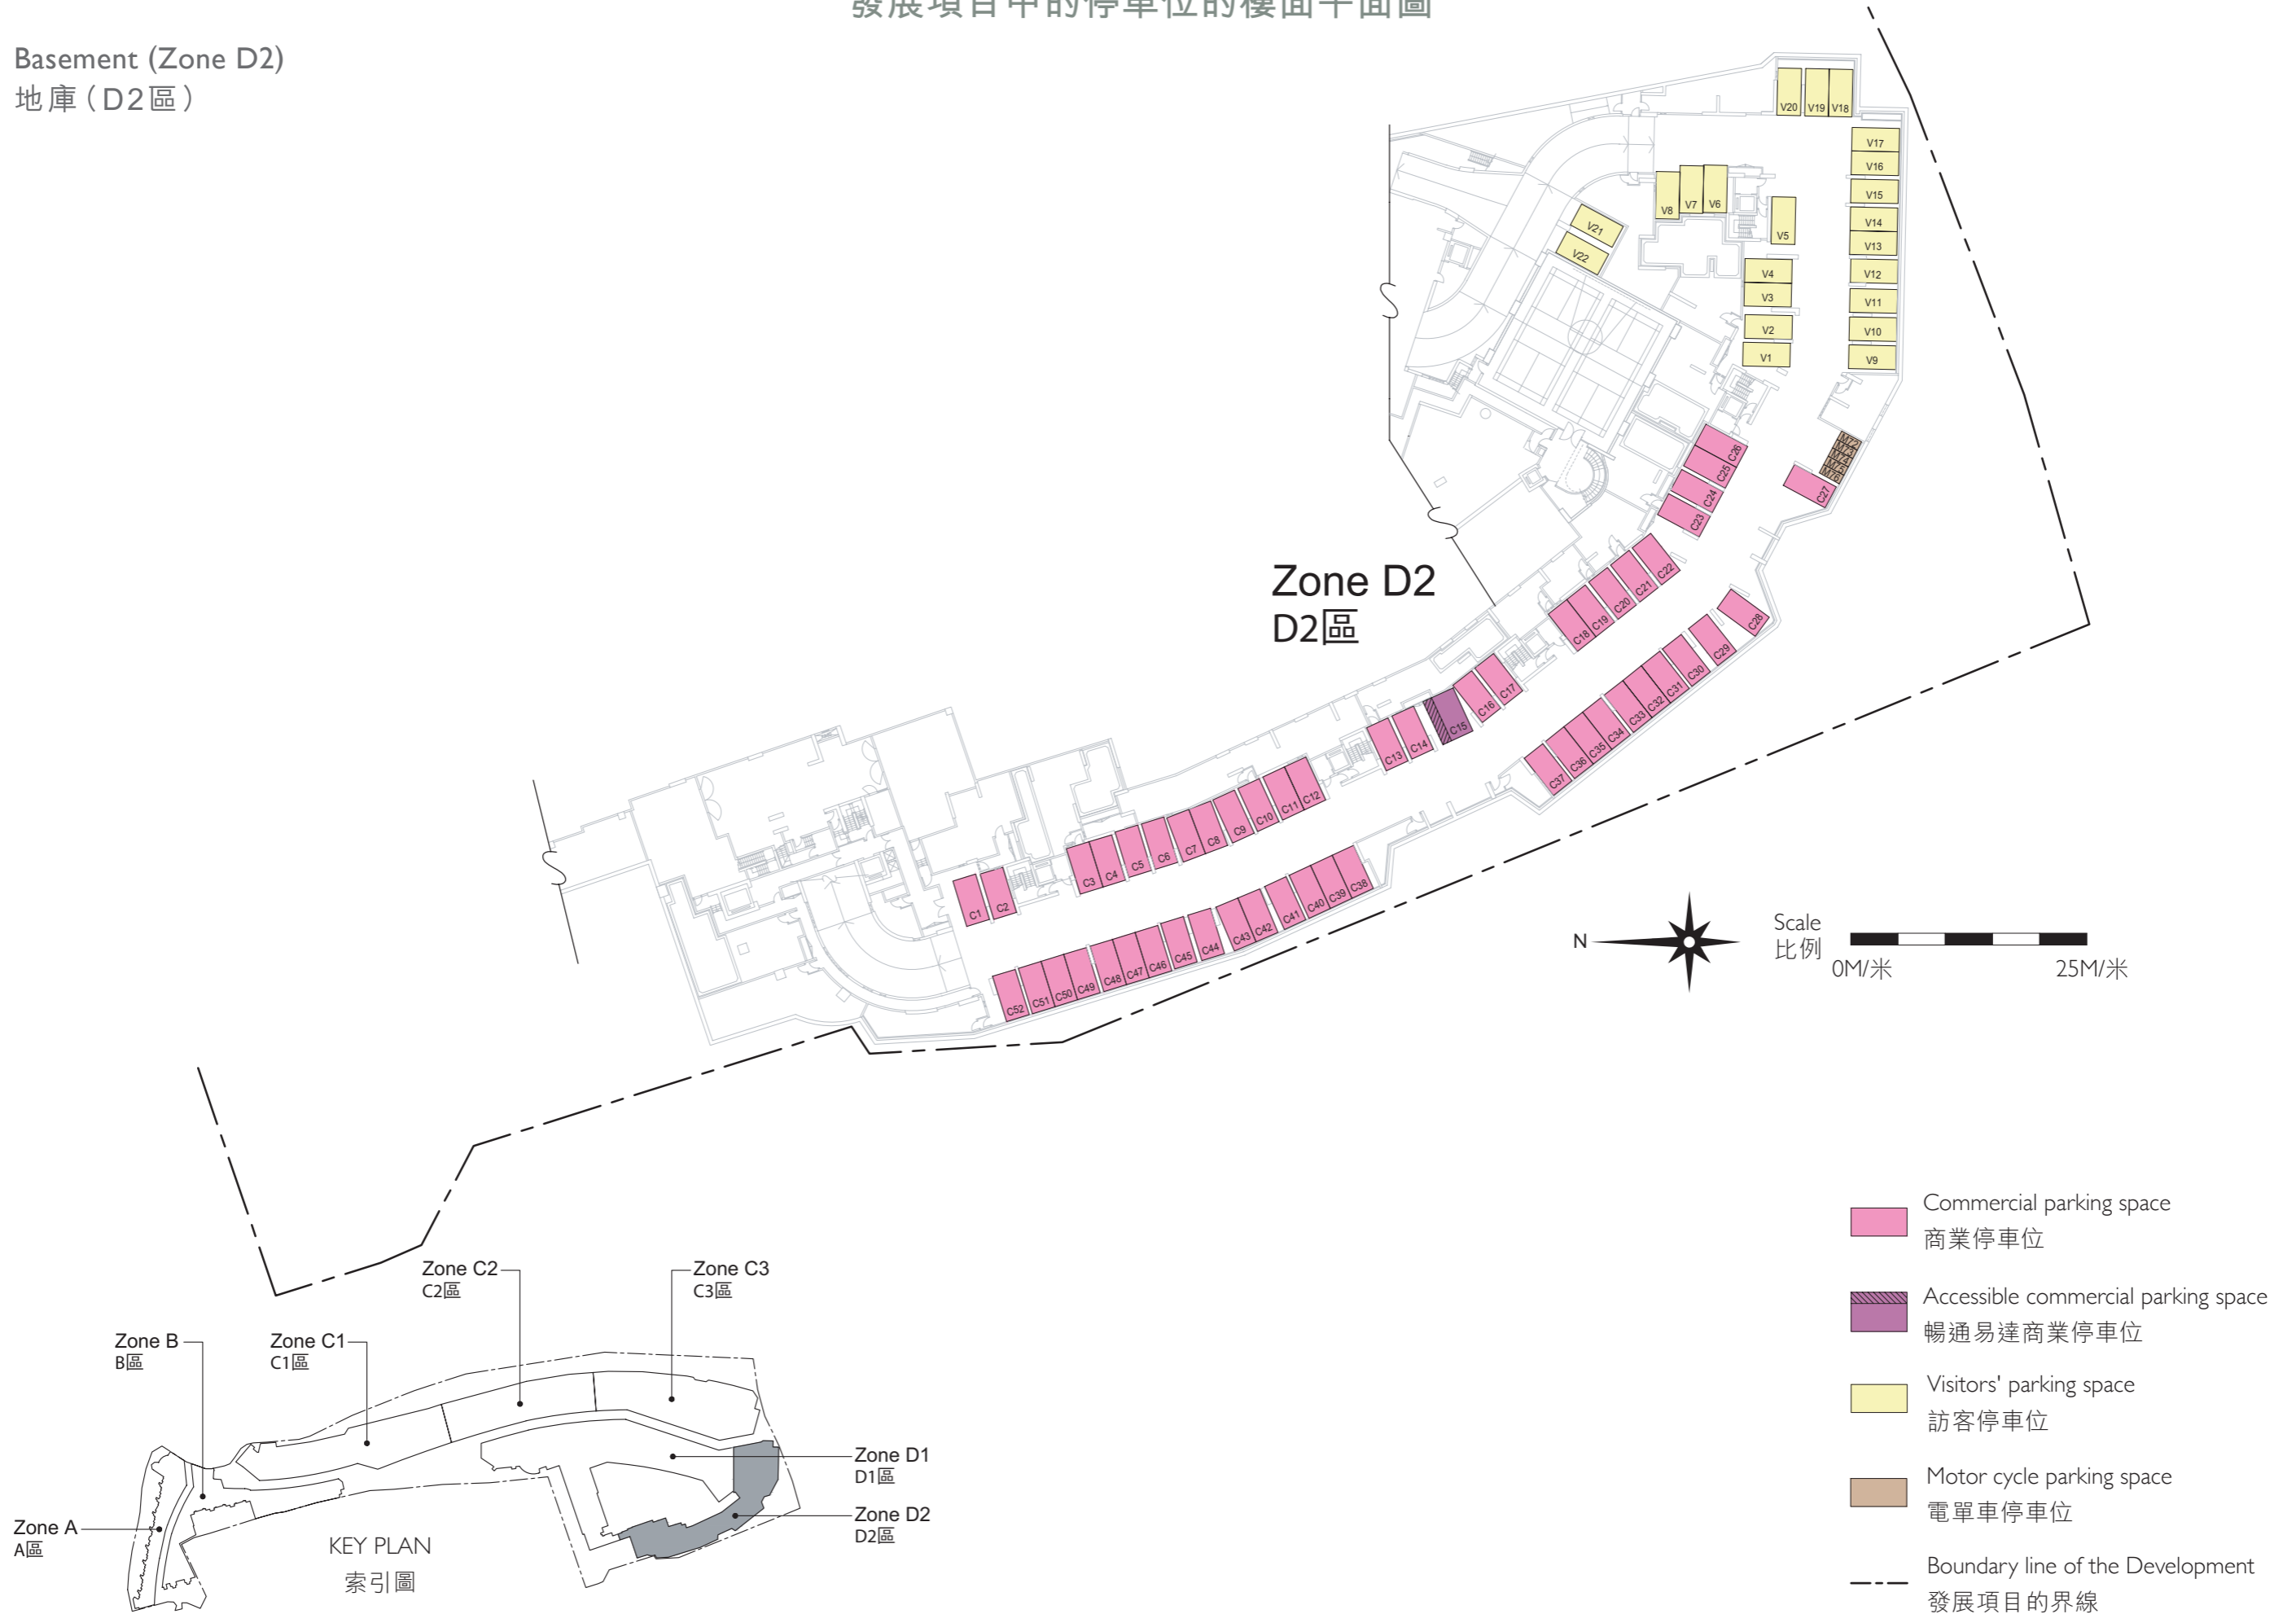 發展項目中的停車位的樓面平面圖
Basement (Zone D2)
地庫（D2區）
V20 V19 V18
V17
V16
V15
V14
V13
V12
V11
V10
V9
V8 V7 V6
V5
V4
V3
V2
V1
V21
V22
M72
M73
M74
M75
M76
C27
C26
C25
C24
C23
C22
C21
C20
C19
C18
C17
C16
C15
C14
C13
C12
C11
C10
C9
C8
C7
C6
C5
C4
C3
C2
C1
C28
C29
C30
C31
C32
C33
C34
C35
C36
C37
C38
C39
C40
C41
C42
C43
C44
C45
C46
C47
C48
C49
C50
C51
C52
Zone D2
D2區
N
Scale
比例
0M/米 25M/米
Commercial parking space
商業停車位
Accessible commercial parking space
暢通易達商業停車位
Visitors' parking space
訪客停車位
Motor cycle parking space
電單車停車位
Boundary line of the Development
發展項目的界線
Zone A
A區
Zone B
B區
Zone C1
C1區
Zone C2
C2區
Zone C3
C3區
Zone D1
D1區
Zone D2
D2區
KEY PLAN
索引圖